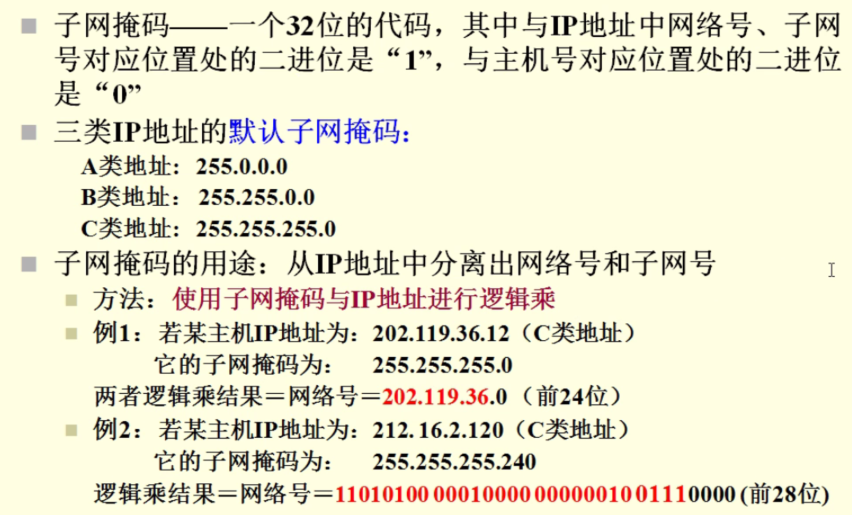 子网掩码——一个32位的代码，其中与IP地址中网络号、子网
号对应位置处的二进位是“1”，与主机号对应位置处的二进位
是“0”
三类IP地址的默认子网掩码：
A类地址：255.0.0.0
B类地址： 255.255.0.0
C类地址：255.255.255.0
子网掩码的用途：从IP地址中分离出网络号和子网号
方法：使用子网掩码与IP地址进行逻辑乘
例1：若某主机IP地址为：202.119.36.12（C类地址）
它的子网掩码为： 255.255.255.0
两者逻辑乘结果＝网络号＝202.119.36.0 （前24位）
例2：若某主机IP地址为：212. 16.2.120（C类地址）
它的子网掩码为： 255.255.255.240
逻辑乘结果＝网络号＝11010100 00010000 00000010 01110000 (前28位)